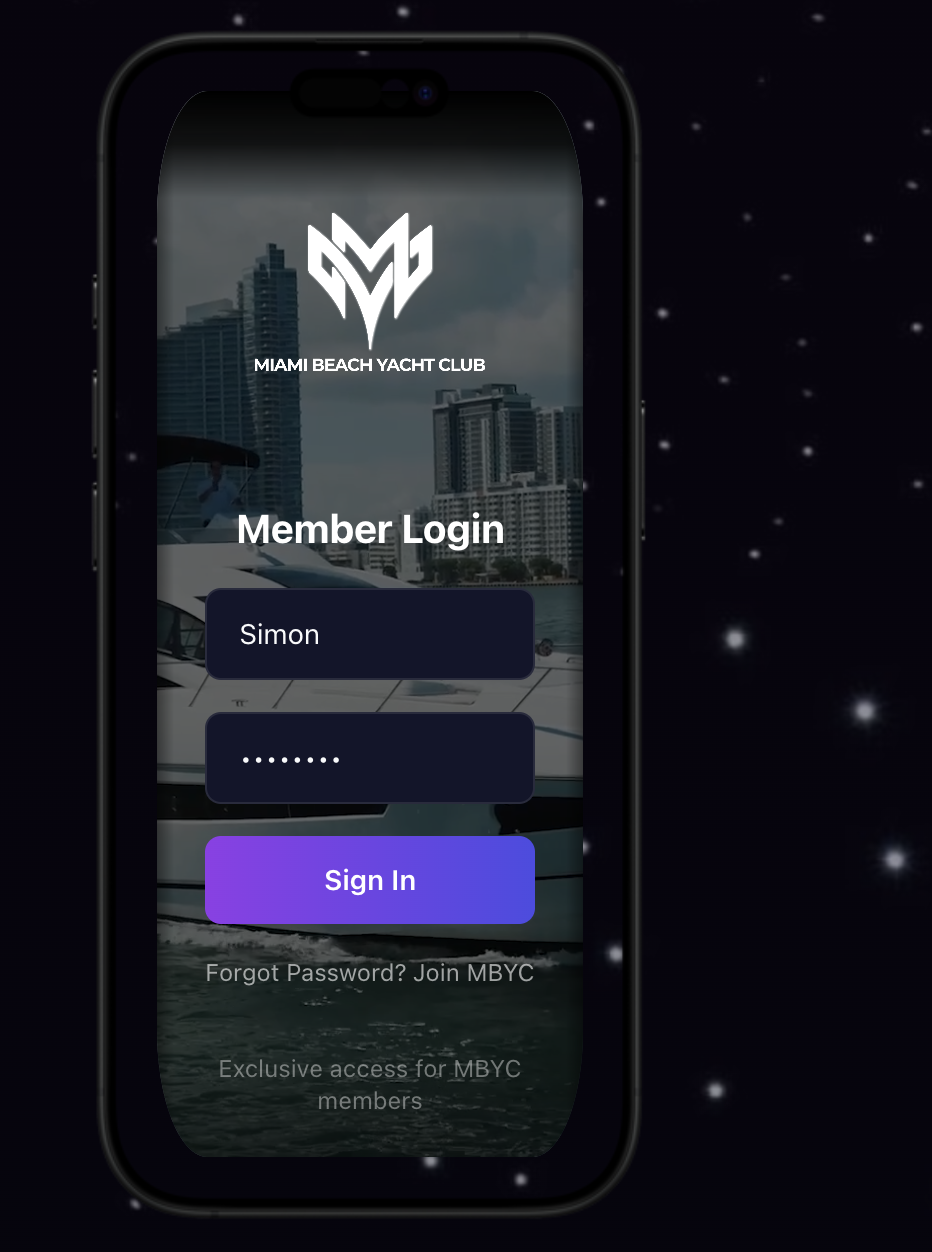 MIAMI BEACH YACHT CLUB
Member Login
Simon
••••••••
Sign In
Forgot Password? Join MBYC
Exclusive access for MBYC
members